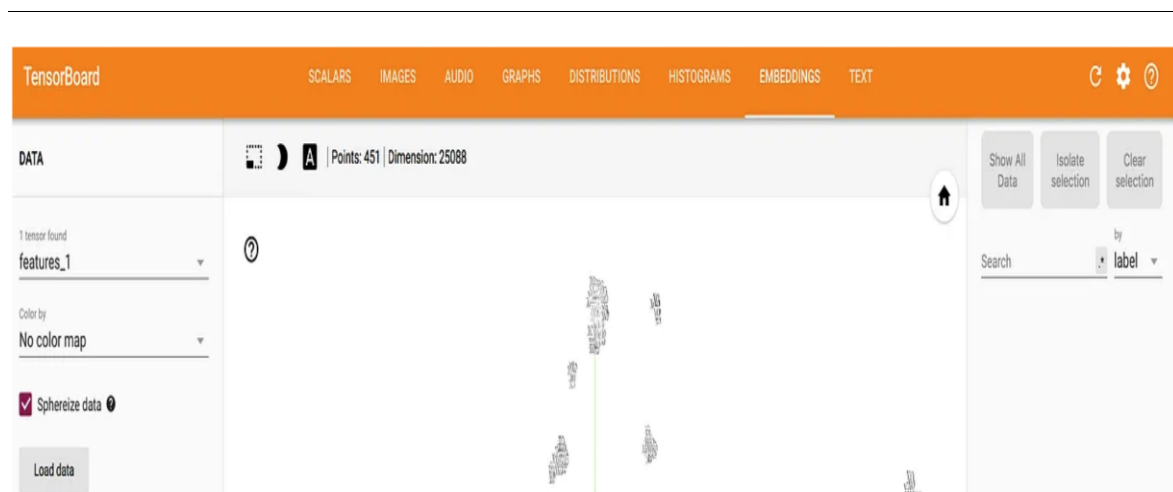 TensorBoard
SCALARS IMAGES AUDIO GRAPHS DISTRIBUTIONS HISTOGRAMS EMBEDDINGS TEXT
DATA
A | Points: 451 | Dimension: 25088
Show All Data
Isolate selection
Clear selection
1 tensor found
features_1
by
Search .* label
Color by
No color map
Sphereize data
Load data